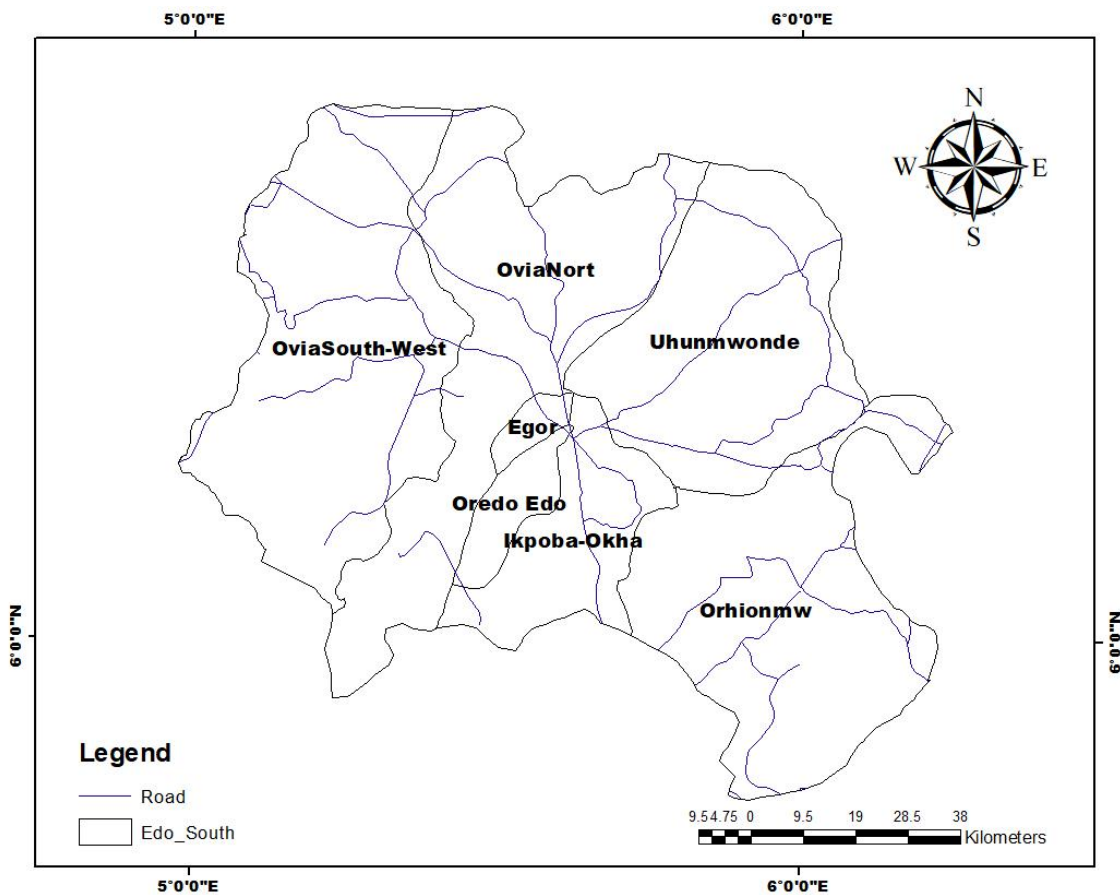 5°0'0"E 6°0'0"E
N
W E
S
OviaNort
Uhunmwonde
OviaSouth-West
Egor
Oredo Edo
Ikpoba-Okha
Orhionmw
6°0'0"N 6°0'0"N
Legend
Road
Edo_South
9.5 4.75 0 9.5 19 28.5 38
Kilometers
5°0'0"E 6°0'0"E